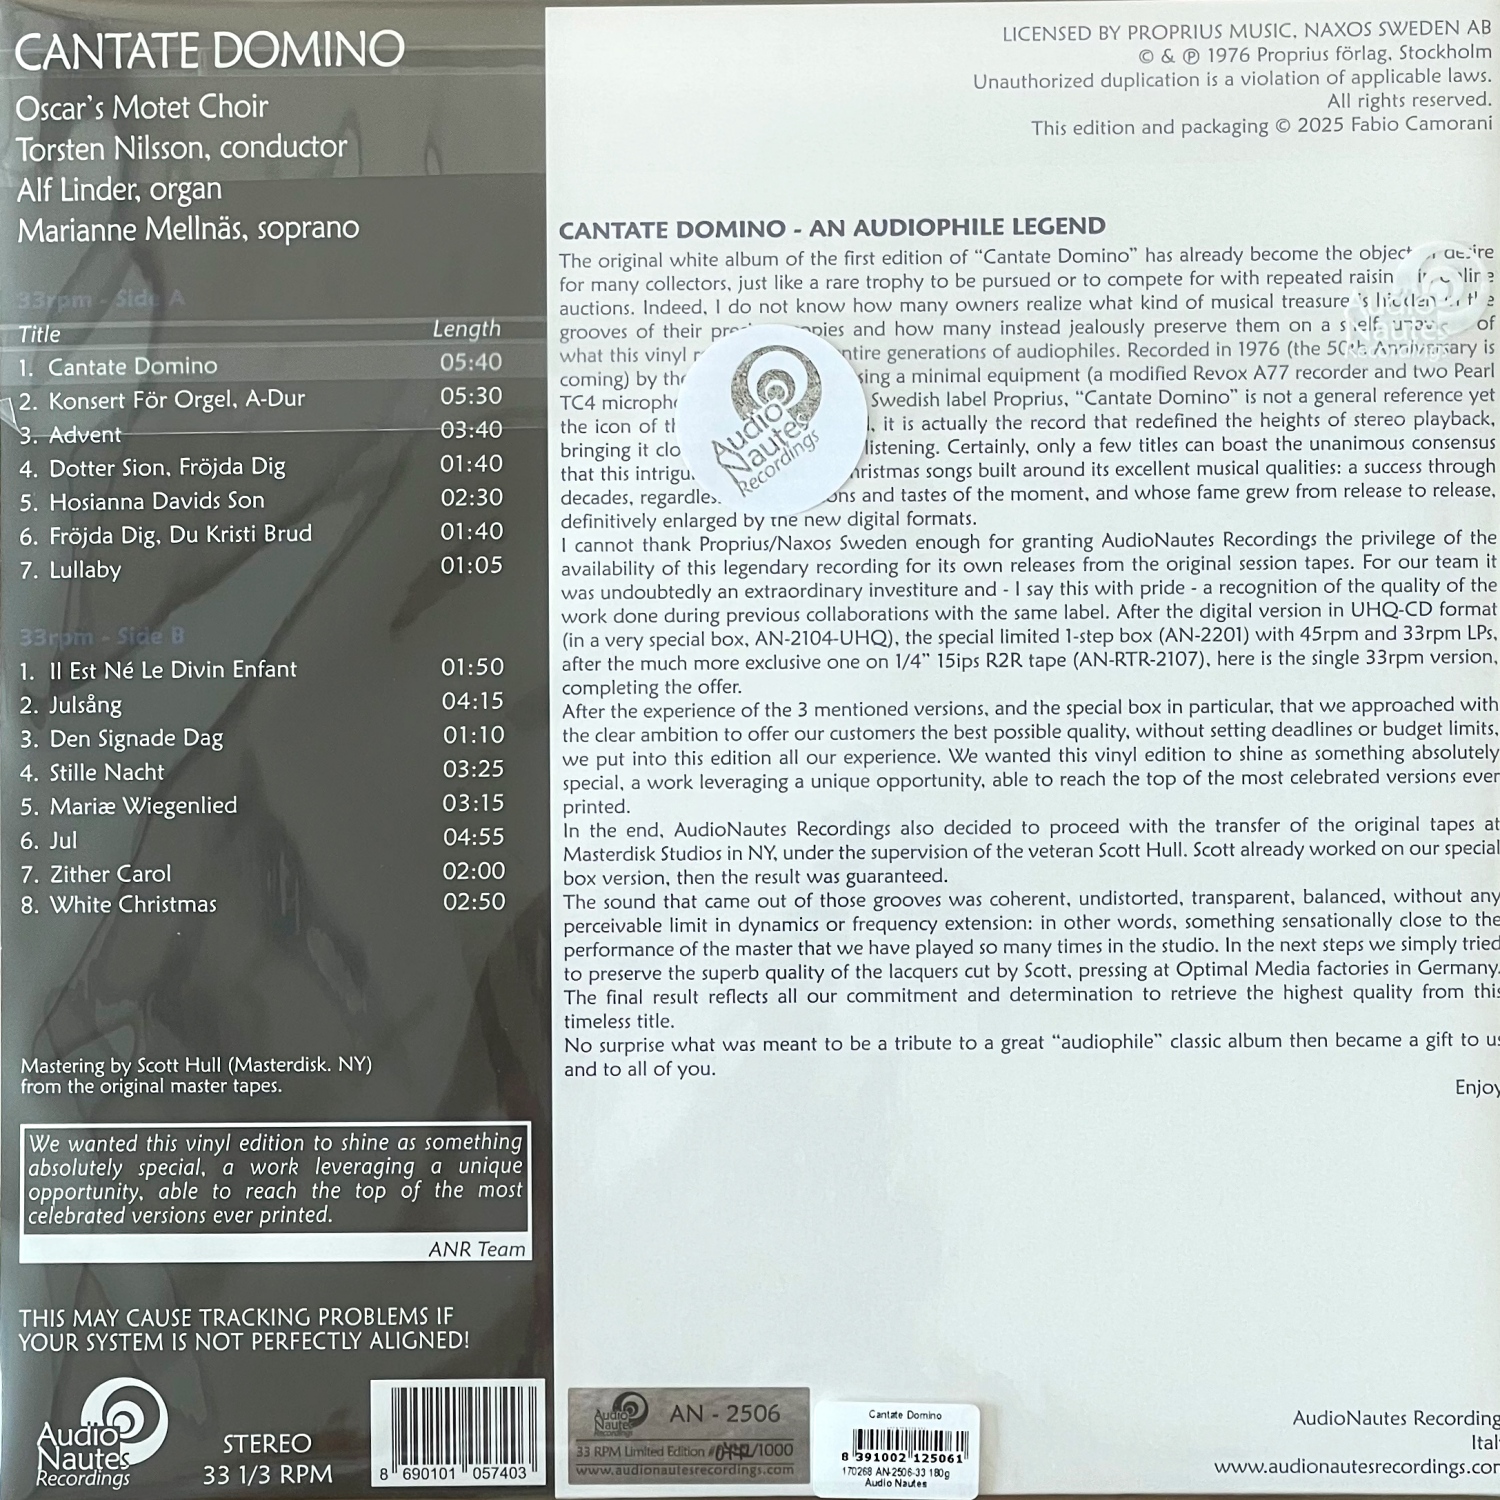 CANTATE DOMINO
Oscar's Motet Choir
Torsten Nilsson, conductor
Alf Linder, organ
Marianne Mellnäs, soprano
33rpm - Side A
Title Length
1. Cantate Domino 05:40
2. Konsert För Orgel, A-Dur 05:30
3. Advent 03:40
4. Dotter Sion, Fröjda Dig 01:40
5. Hosianna Davids Son 02:30
6. Fröjda Dig, Du Kristi Brud 01:40
7. Lullaby 01:05
33rpm - Side B
1. Il Est Né Le Divin Enfant 01:50
2. Julsång 04:15
3. Den Signade Dag 01:10
4. Stille Nacht 03:25
5. Mariæ Wiegenlied 03:15
6. Jul 04:55
7. Zither Carol 02:00
8. White Christmas 02:50
Mastering by Scott Hull (Masterdisk. NY)
from the original master tapes.
We wanted this vinyl edition to shine as something
absolutely special, a work leveraging a unique
opportunity, able to reach the top of the most
celebrated versions ever printed.
ANR Team
THIS MAY CAUSE TRACKING PROBLEMS IF
YOUR SYSTEM IS NOT PERFECTLY ALIGNED!
Audio
Nautes
Recordings
STEREO
33 1/3 RPM
8 690101 057403
LICENSED BY PROPRIUS MUSIC, NAXOS SWEDEN AB
© & ℗ 1976 Proprius förlag, Stockholm
Unauthorized duplication is a violation of applicable laws.
All rights reserved.
This edition and packaging © 2025 Fabio Camorani
CANTATE DOMINO - AN AUDIOPHILE LEGEND
The original white album of the first edition of "Cantate Domino" has already become the object
for many collectors, just like a rare trophy to be pursued or to compete for with repeated
auctions. Indeed, I do not know how many owners realize what kind of musical treasure is
grooves of their and how many instead jealously preserve them on a of
what this vinyl generations of audiophiles. Recorded in 1976 (the 50th Anniversary is
coming) by a minimal equipment (a modified Revox A77 recorder and two Pearl
TC4 Swedish label Proprius, "Cantate Domino" is not a general reference yet
the icon of it is actually the record that redefined the heights of stereo playback,
bringing it listening. Certainly, only a few titles can boast the unanimous consensus
that this songs built around its excellent musical qualities: a success through
decades, and tastes of the moment, and whose fame grew from release to release,
definitively enlarged by the new digital formats.
Audio
Nautes
Recordings
I cannot thank Proprius/Naxos Sweden enough for granting AudioNautes Recordings the privilege of the
availability of this legendary recording for its own releases from the original session tapes. For our team it
was undoubtedly an extraordinary investiture and - I say this with pride - a recognition of the quality of the
work done during previous collaborations with the same label. After the digital version in UHQ-CD format
(in a very special box, AN-2104-UHQ), the special limited 1-step box (AN-2201) with 45rpm and 33rpm LPs,
after the much more exclusive one on 1/4" 15ips R2R tape (AN-RTR-2107), here is the single 33rpm version,
completing the offer.
After the experience of the 3 mentioned versions, and the special box in particular, that we approached with
the clear ambition to offer our customers the best possible quality, without setting deadlines or budget limits,
we put into this edition all our experience. We wanted this vinyl edition to shine as something absolutely
special, a work leveraging a unique opportunity, able to reach the top of the most celebrated versions ever
printed.
In the end, AudioNautes Recordings also decided to proceed with the transfer of the original tapes at
Masterdisk Studios in NY, under the supervision of the veteran Scott Hull. Scott already worked on our special
box version, then the result was guaranteed.
The sound that came out of those grooves was coherent, undistorted, transparent, balanced, without any
perceivable limit in dynamics or frequency extension: in other words, something sensationally close to the
performance of the master that we have played so many times in the studio. In the next steps we simply tried
to preserve the superb quality of the lacquers cut by Scott, pressing at Optimal Media factories in Germany.
The final result reflects all our commitment and determination to retrieve the highest quality from this
timeless title.
No surprise what was meant to be a tribute to a great "audiophile" classic album then became a gift to us
and to all of you.
Enjoy
Audio
Nautes
Recordings
AN - 2506
33 RPM Limited Edition # /1000
www.audionautesrecordings.com
Cantate Domino
8 391002 125061
170268 AN-2506-33 180g
Audio Nautes
AudioNautes Recording
Ital
www.audionautesrecordings.com